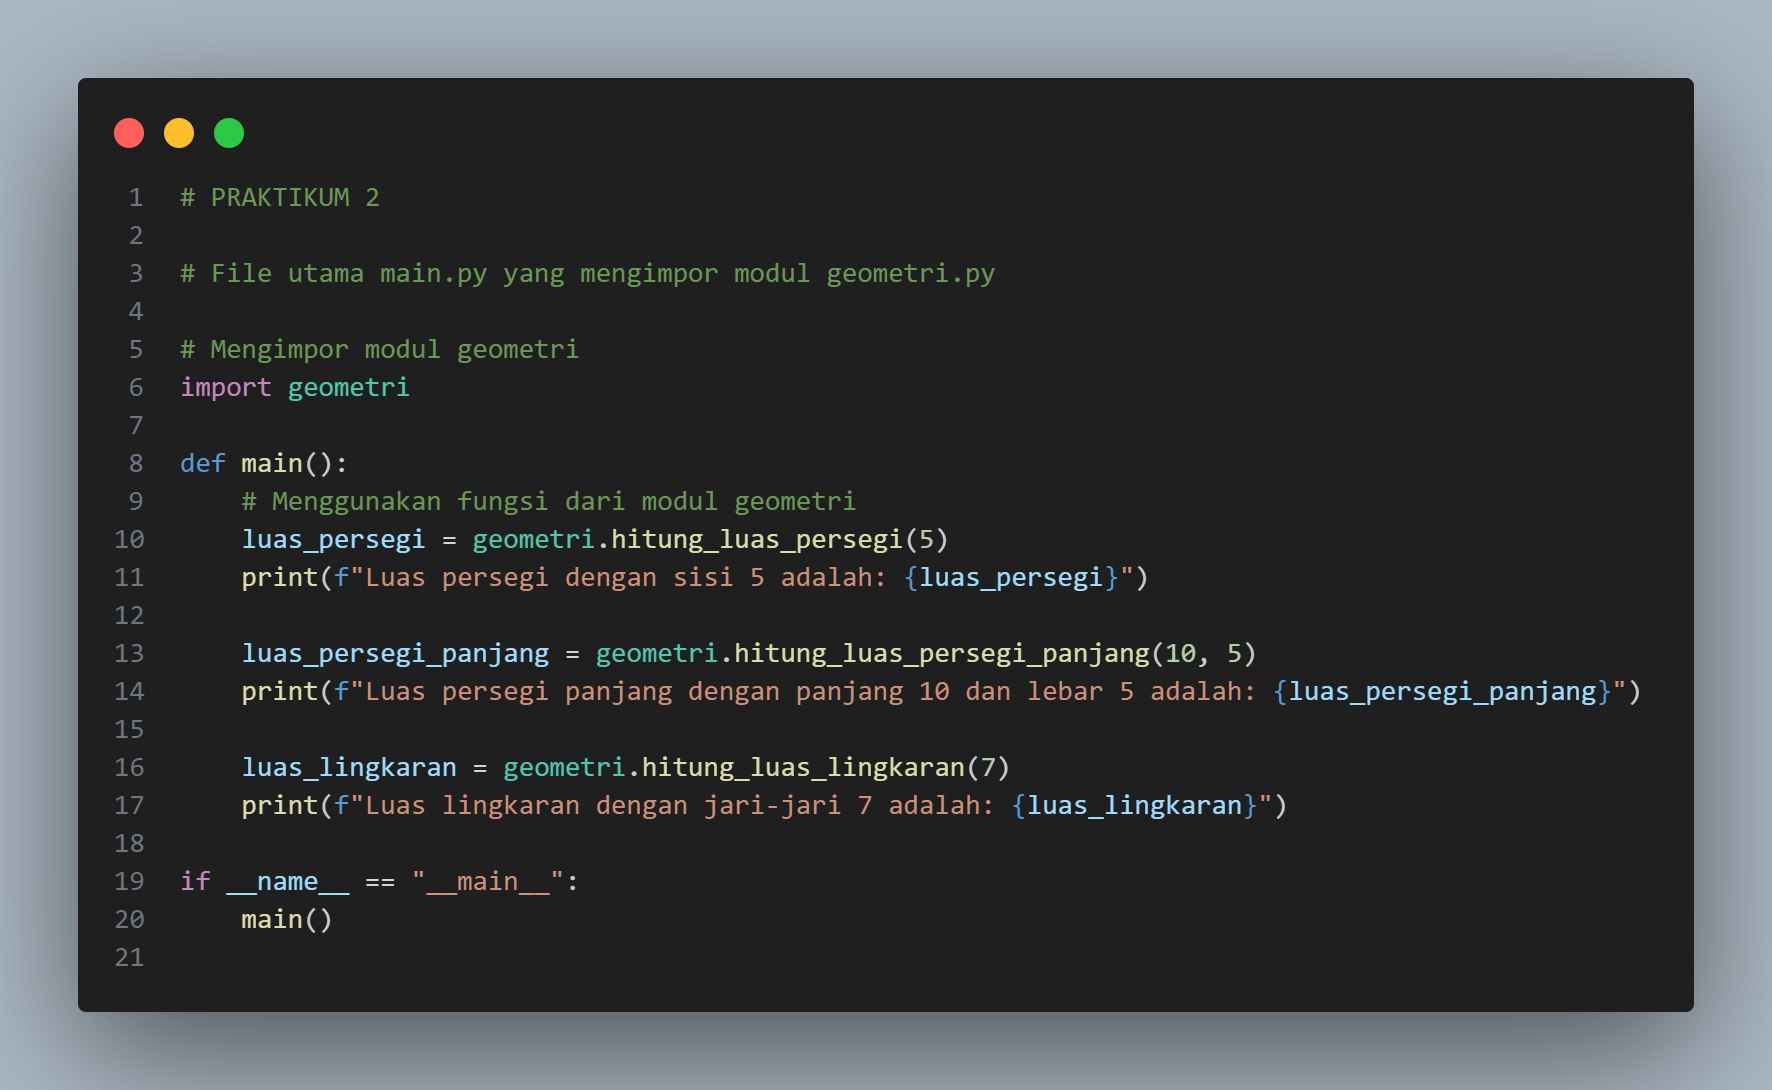 1 # PRAKTIKUM 2
2
3 # File utama main.py yang mengimpor modul geometri.py
4
5 # Mengimpor modul geometri
6 import geometri
7
8 def main():
9     # Menggunakan fungsi dari modul geometri
10     luas_persegi = geometri.hitung_luas_persegi(5)
11     print(f"Luas persegi dengan sisi 5 adalah: {luas_persegi}")
12
13     luas_persegi_panjang = geometri.hitung_luas_persegi_panjang(10, 5)
14     print(f"Luas persegi panjang dengan panjang 10 dan lebar 5 adalah: {luas_persegi_panjang}")
15
16     luas_lingkaran = geometri.hitung_luas_lingkaran(7)
17     print(f"Luas lingkaran dengan jari-jari 7 adalah: {luas_lingkaran}")
18
19 if __name__ == "__main__":
20     main()
21